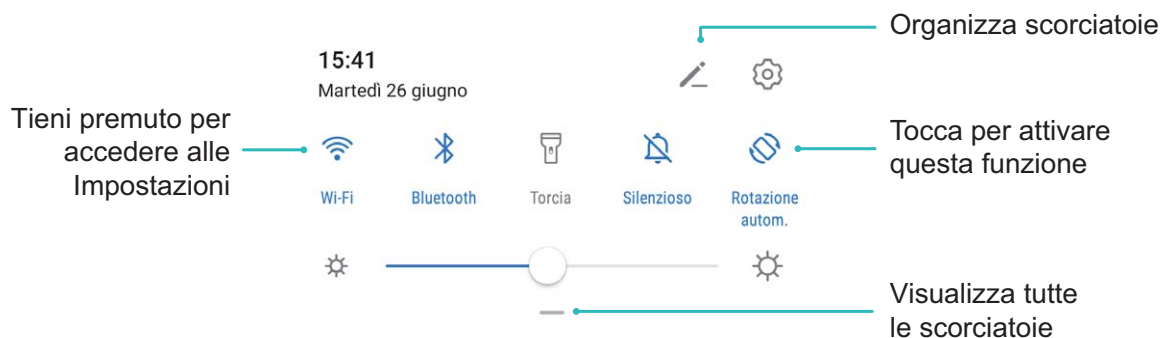 Organizza scorciatoie
15:41
Martedì 26 giugno
Tieni premuto per
accedere alle
Impostazioni
Tocca per attivare
questa funzione
Wi-Fi
Bluetooth
Torcia
Silenzioso
Rotazione
autom.
Visualizza tutte
le scorciatoie